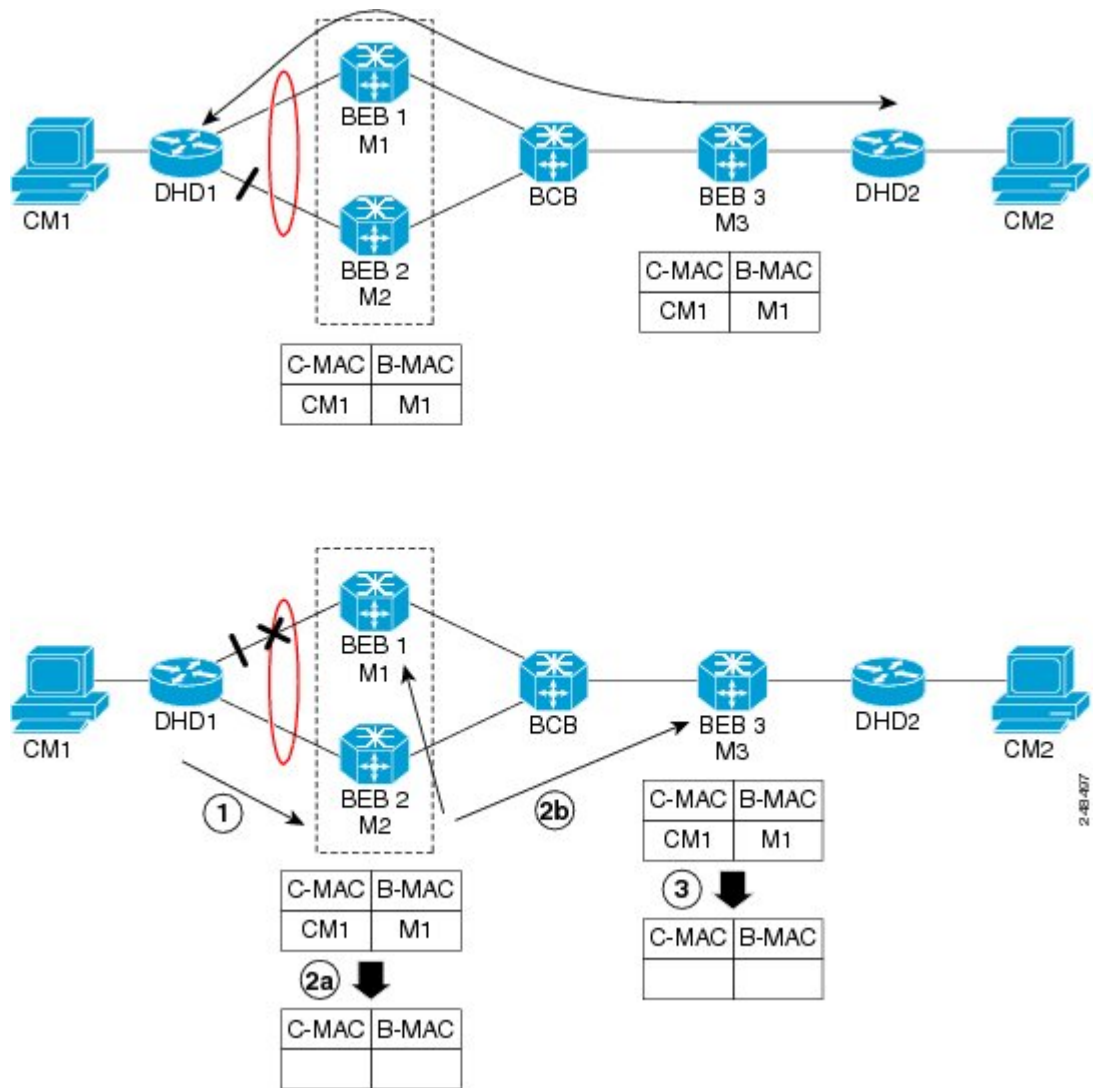 BEB 1
M1
CM1
DHD1
BCB
BEB 3
M3
DHD2
CM2
BEB 2
M2
C-MAC B-MAC
CM1 M1
C-MAC B-MAC
CM1 M1
BEB 1
M1
CM1
DHD1
BCB
BEB 3
M3
DHD2
CM2
1
BEB 2
M2
2b
C-MAC B-MAC
CM1 M1
3
C-MAC B-MAC
C-MAC B-MAC
CM1 M1
2a
C-MAC B-MAC
248497